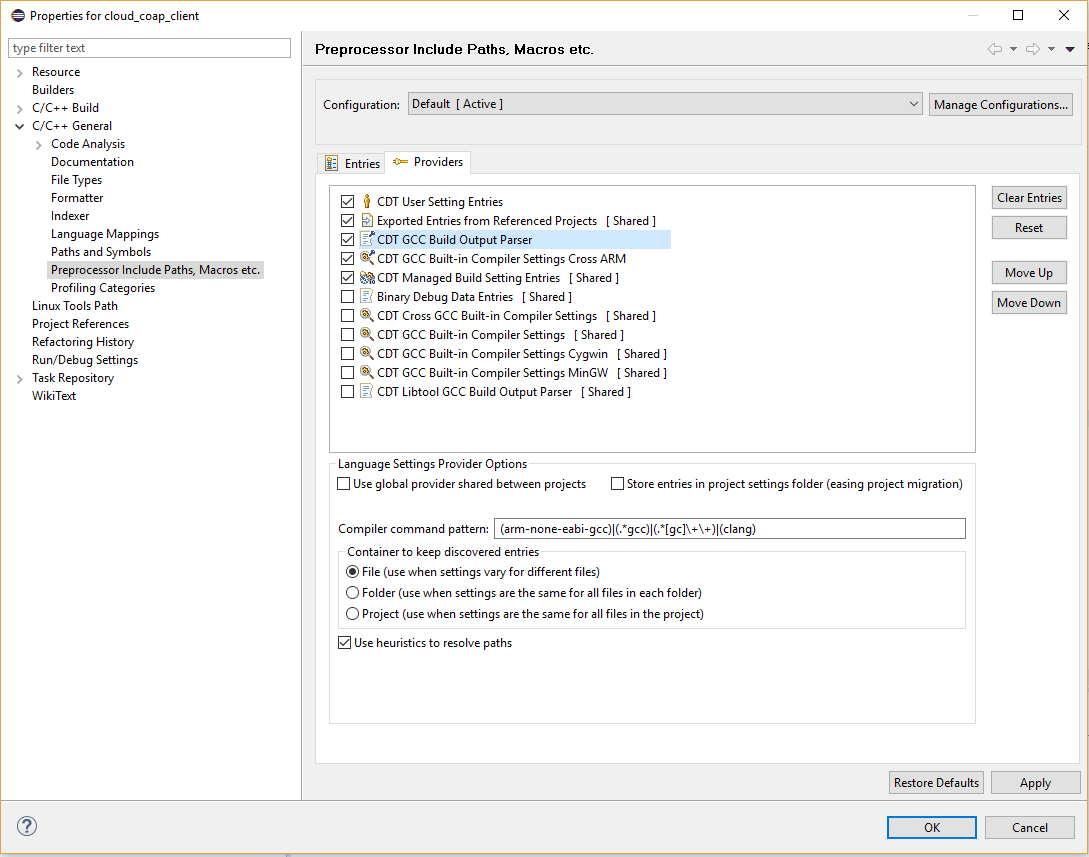 Properties for cloud_coap_client
type filter text
Resource
Builders
C/C++ Build
C/C++ General
Code Analysis
Documentation
File Types
Formatter
Indexer
Language Mappings
Paths and Symbols
Preprocessor Include Paths, Macros etc.
Profiling Categories
Linux Tools Path
Project References
Refactoring History
Run/Debug Settings
Task Repository
WikiText
Preprocessor Include Paths, Macros etc.
Configuration: Default [ Active ] Manage Configurations...
Entries Providers
CDT User Setting Entries
Exported Entries from Referenced Projects [ Shared ]
CDT GCC Build Output Parser
CDT GCC Built-in Compiler Settings Cross ARM
CDT Managed Build Setting Entries [ Shared ]
Binary Debug Data Entries [ Shared ]
CDT Cross GCC Built-in Compiler Settings [ Shared ]
CDT GCC Built-in Compiler Settings [ Shared ]
CDT GCC Built-in Compiler Settings Cygwin [ Shared ]
CDT GCC Built-in Compiler Settings MinGW [ Shared ]
CDT Libtool GCC Build Output Parser [ Shared ]
Clear Entries
Reset
Move Up
Move Down
Language Settings Provider Options
Use global provider shared between projects Store entries in project settings folder (easing project migration)
Compiler command pattern: (arm-none-eabi-gcc)|(.*gcc)|(.*[gc]\+\+)|(clang)
Container to keep discovered entries
File (use when settings vary for different files)
Folder (use when settings are the same for all files in each folder)
Project (use when settings are the same for all files in the project)
Use heuristics to resolve paths
Restore Defaults Apply
? OK Cancel